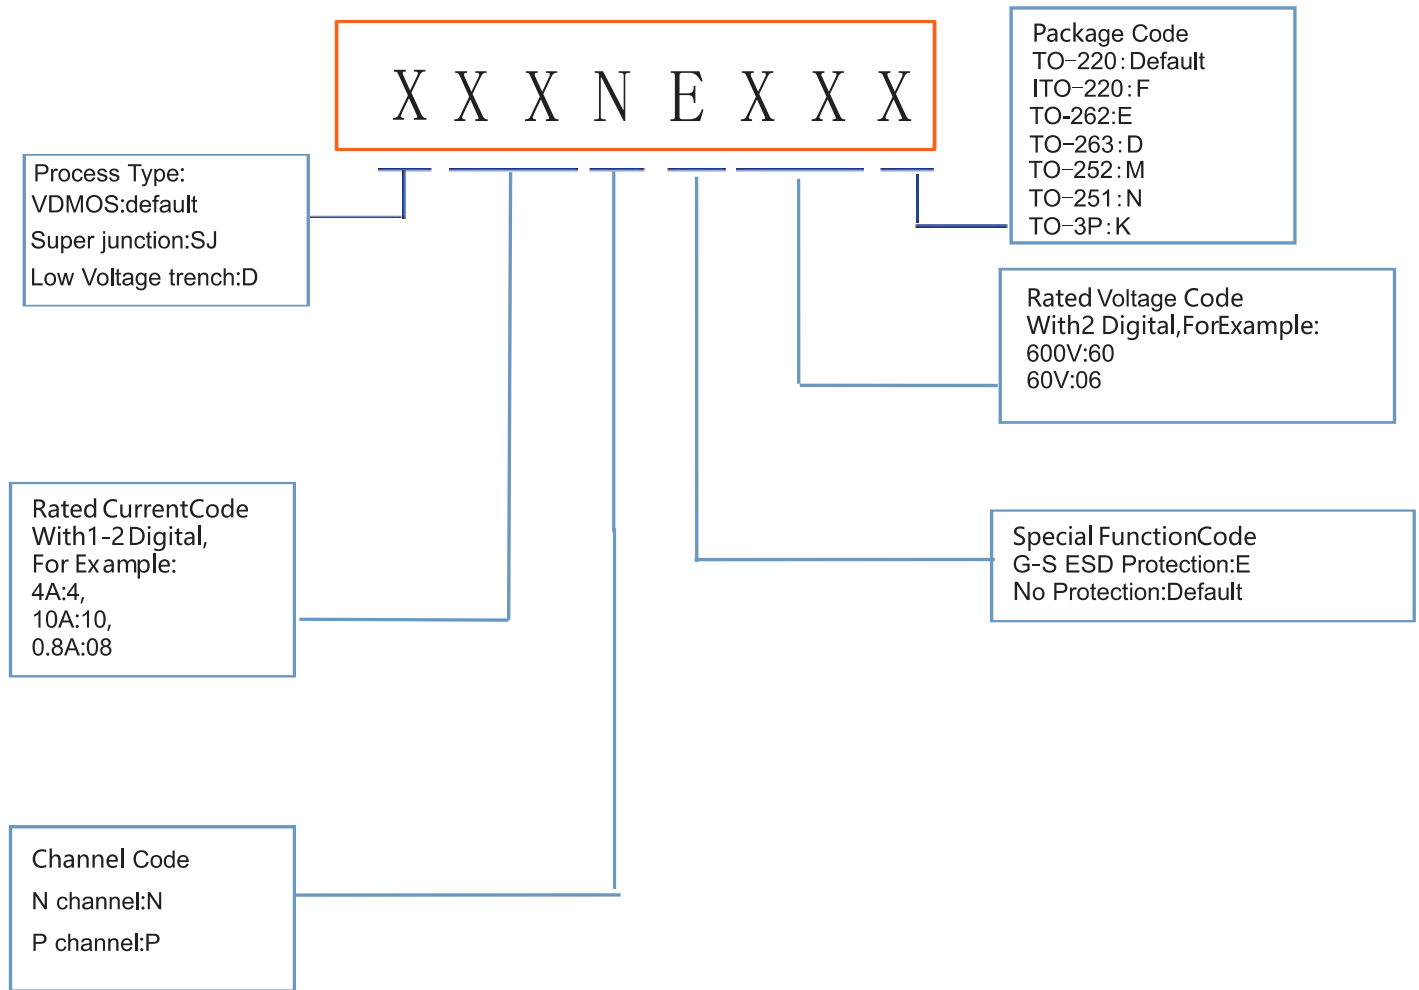 X X X N E X X X
Package Code
TO-220:Default
ITO-220:F
TO-262:E
TO-263:D
TO-252:M
TO-251:N
TO-3P:K
Process Type:
VDMOS:default
Super junction:SJ
Low Voltage trench:D
Rated Voltage Code
With2 Digital,ForExample:
600V:60
60V:06
Rated CurrentCode
With1-2 Digital,
For Example:
4A:4,
10A:10,
0.8A:08
Special FunctionCode
G-S ESD Protection:E
No Protection:Default
Channel Code
N channel:N
P channel:P